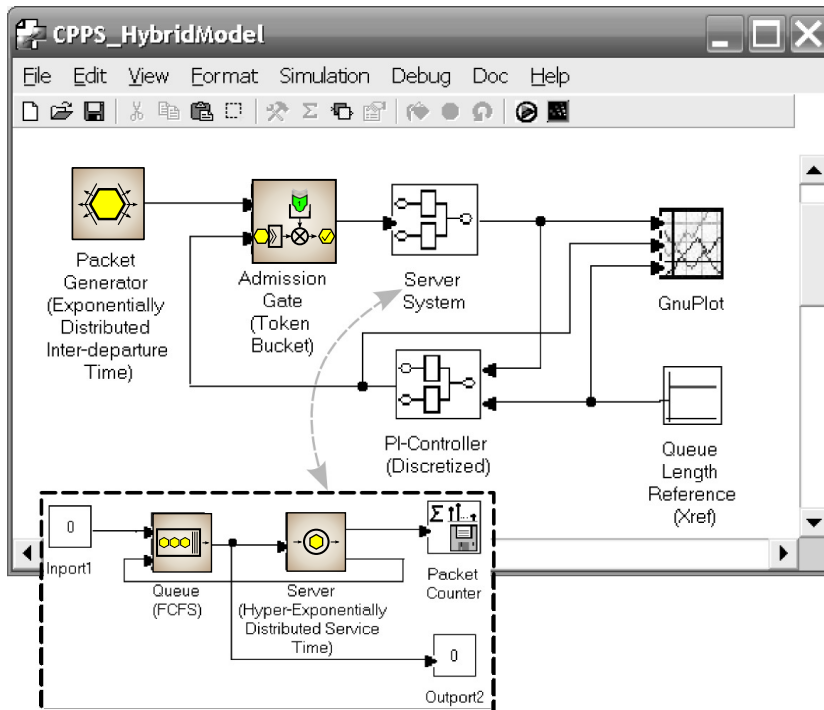 CPPS_HybridModel
File Edit View Format Simulation Debug Doc Help
Packet
Generator
(Exponentially
Distributed
Inter-departure
Time)
Admission
Gate
(Token
Bucket)
Server
System
GnuPlot
PI-Controller
(Discretized)
Queue
Length
Reference
(Xref)
0
Inport1
Queue
(FCFS)
Server
(Hyper-Exponentially
Distributed Service
Time)
Σ
Packet
Counter
0
Outport2